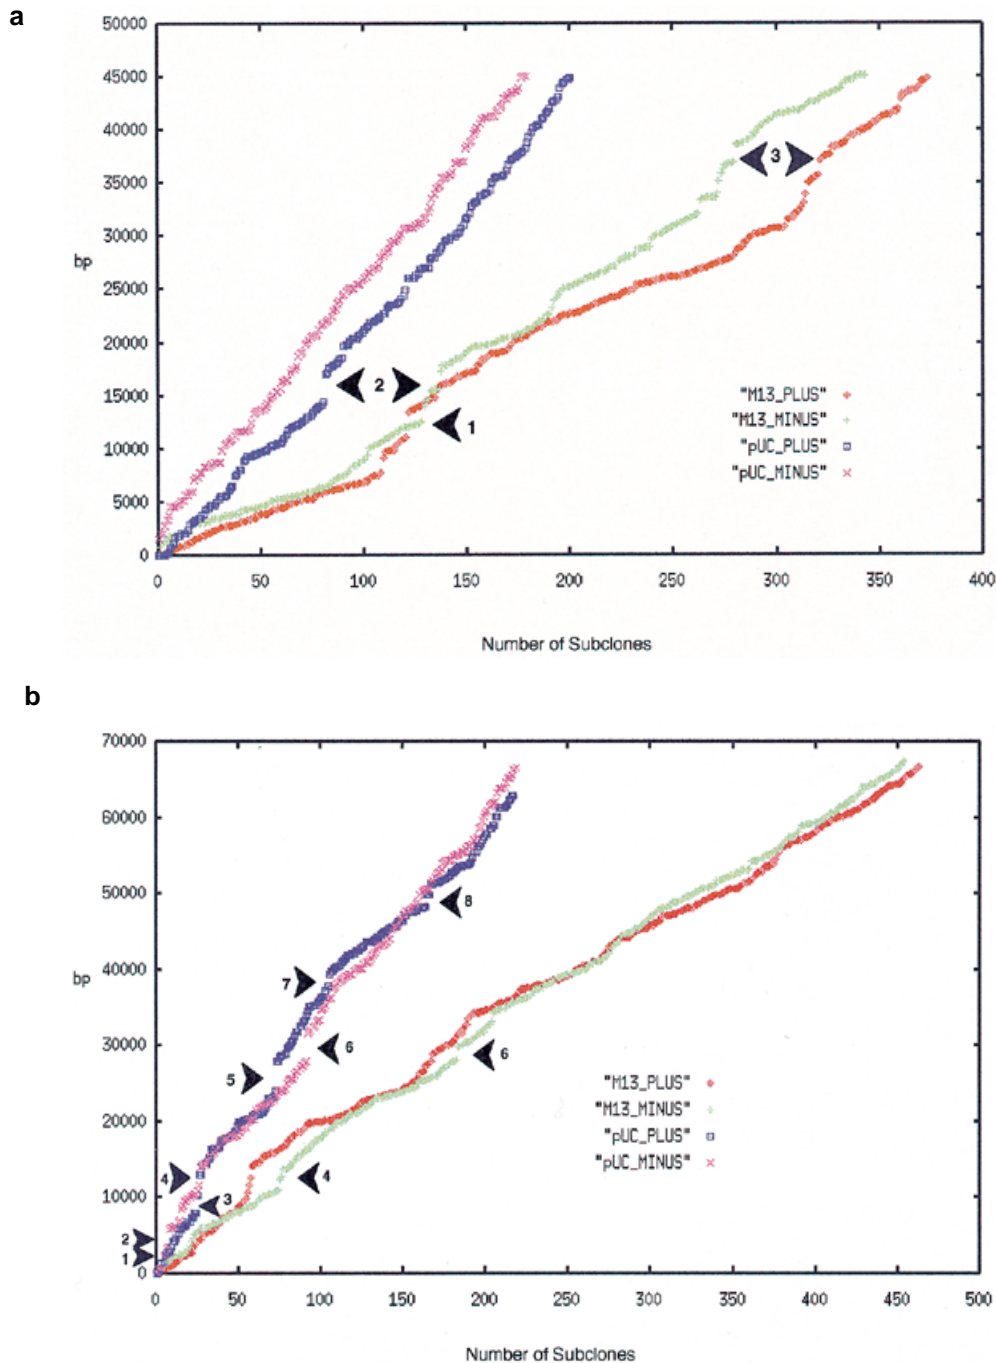 a
50000
45000
40000
35000
30000
bp
25000
20000
15000
10000
5000
0
3
2
1
"M13_PLUS"
"M13_MINUS"
"pUC_PLUS"
"pUC_MINUS"
0 50 100 150 200 250 300 350 400
Number of Subclones
b
70000
60000
50000
bp
40000
30000
20000
10000
0
8
7
6
6
5
4
4
3
2
1
"M13_PLUS"
"M13_MINUS"
"pUC_PLUS"
"pUC_MINUS"
0 50 100 150 200 250 300 350 400 450 500
Number of Subclones